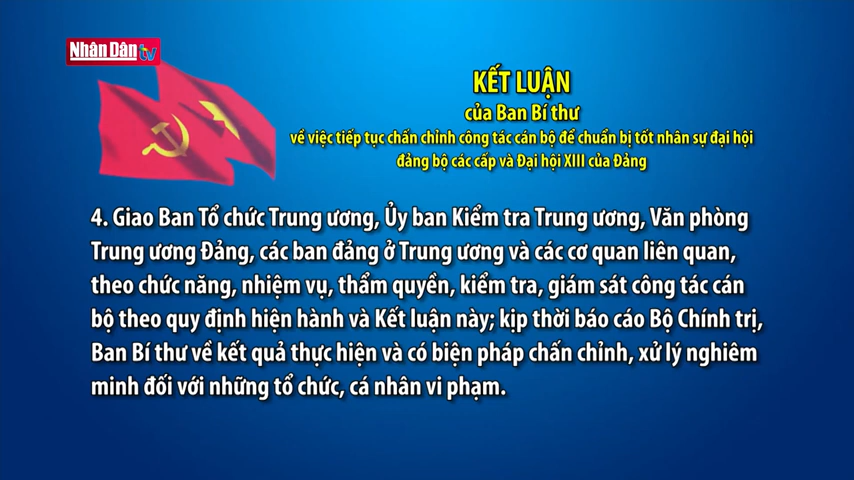 Nhân Dân tv
KẾT LUẬN
của Ban Bí thư
về việc tiếp tục chấn chỉnh công tác cán bộ để chuẩn bị tốt nhân sự đại hội
đảng bộ các cấp và Đại hội XIII của Đảng
4. Giao Ban Tổ chức Trung ương, Ủy ban Kiểm tra Trung ương, Văn phòng
Trung ương Đảng, các ban đảng ở Trung ương và các cơ quan liên quan,
theo chức năng, nhiệm vụ, thẩm quyền, kiểm tra, giám sát công tác cán
bộ theo quy định hiện hành và Kết luận này; kịp thời báo cáo Bộ Chính trị,
Ban Bí thư về kết quả thực hiện và có biện pháp chấn chỉnh, xử lý nghiêm
minh đối với những tổ chức, cá nhân vi phạm.